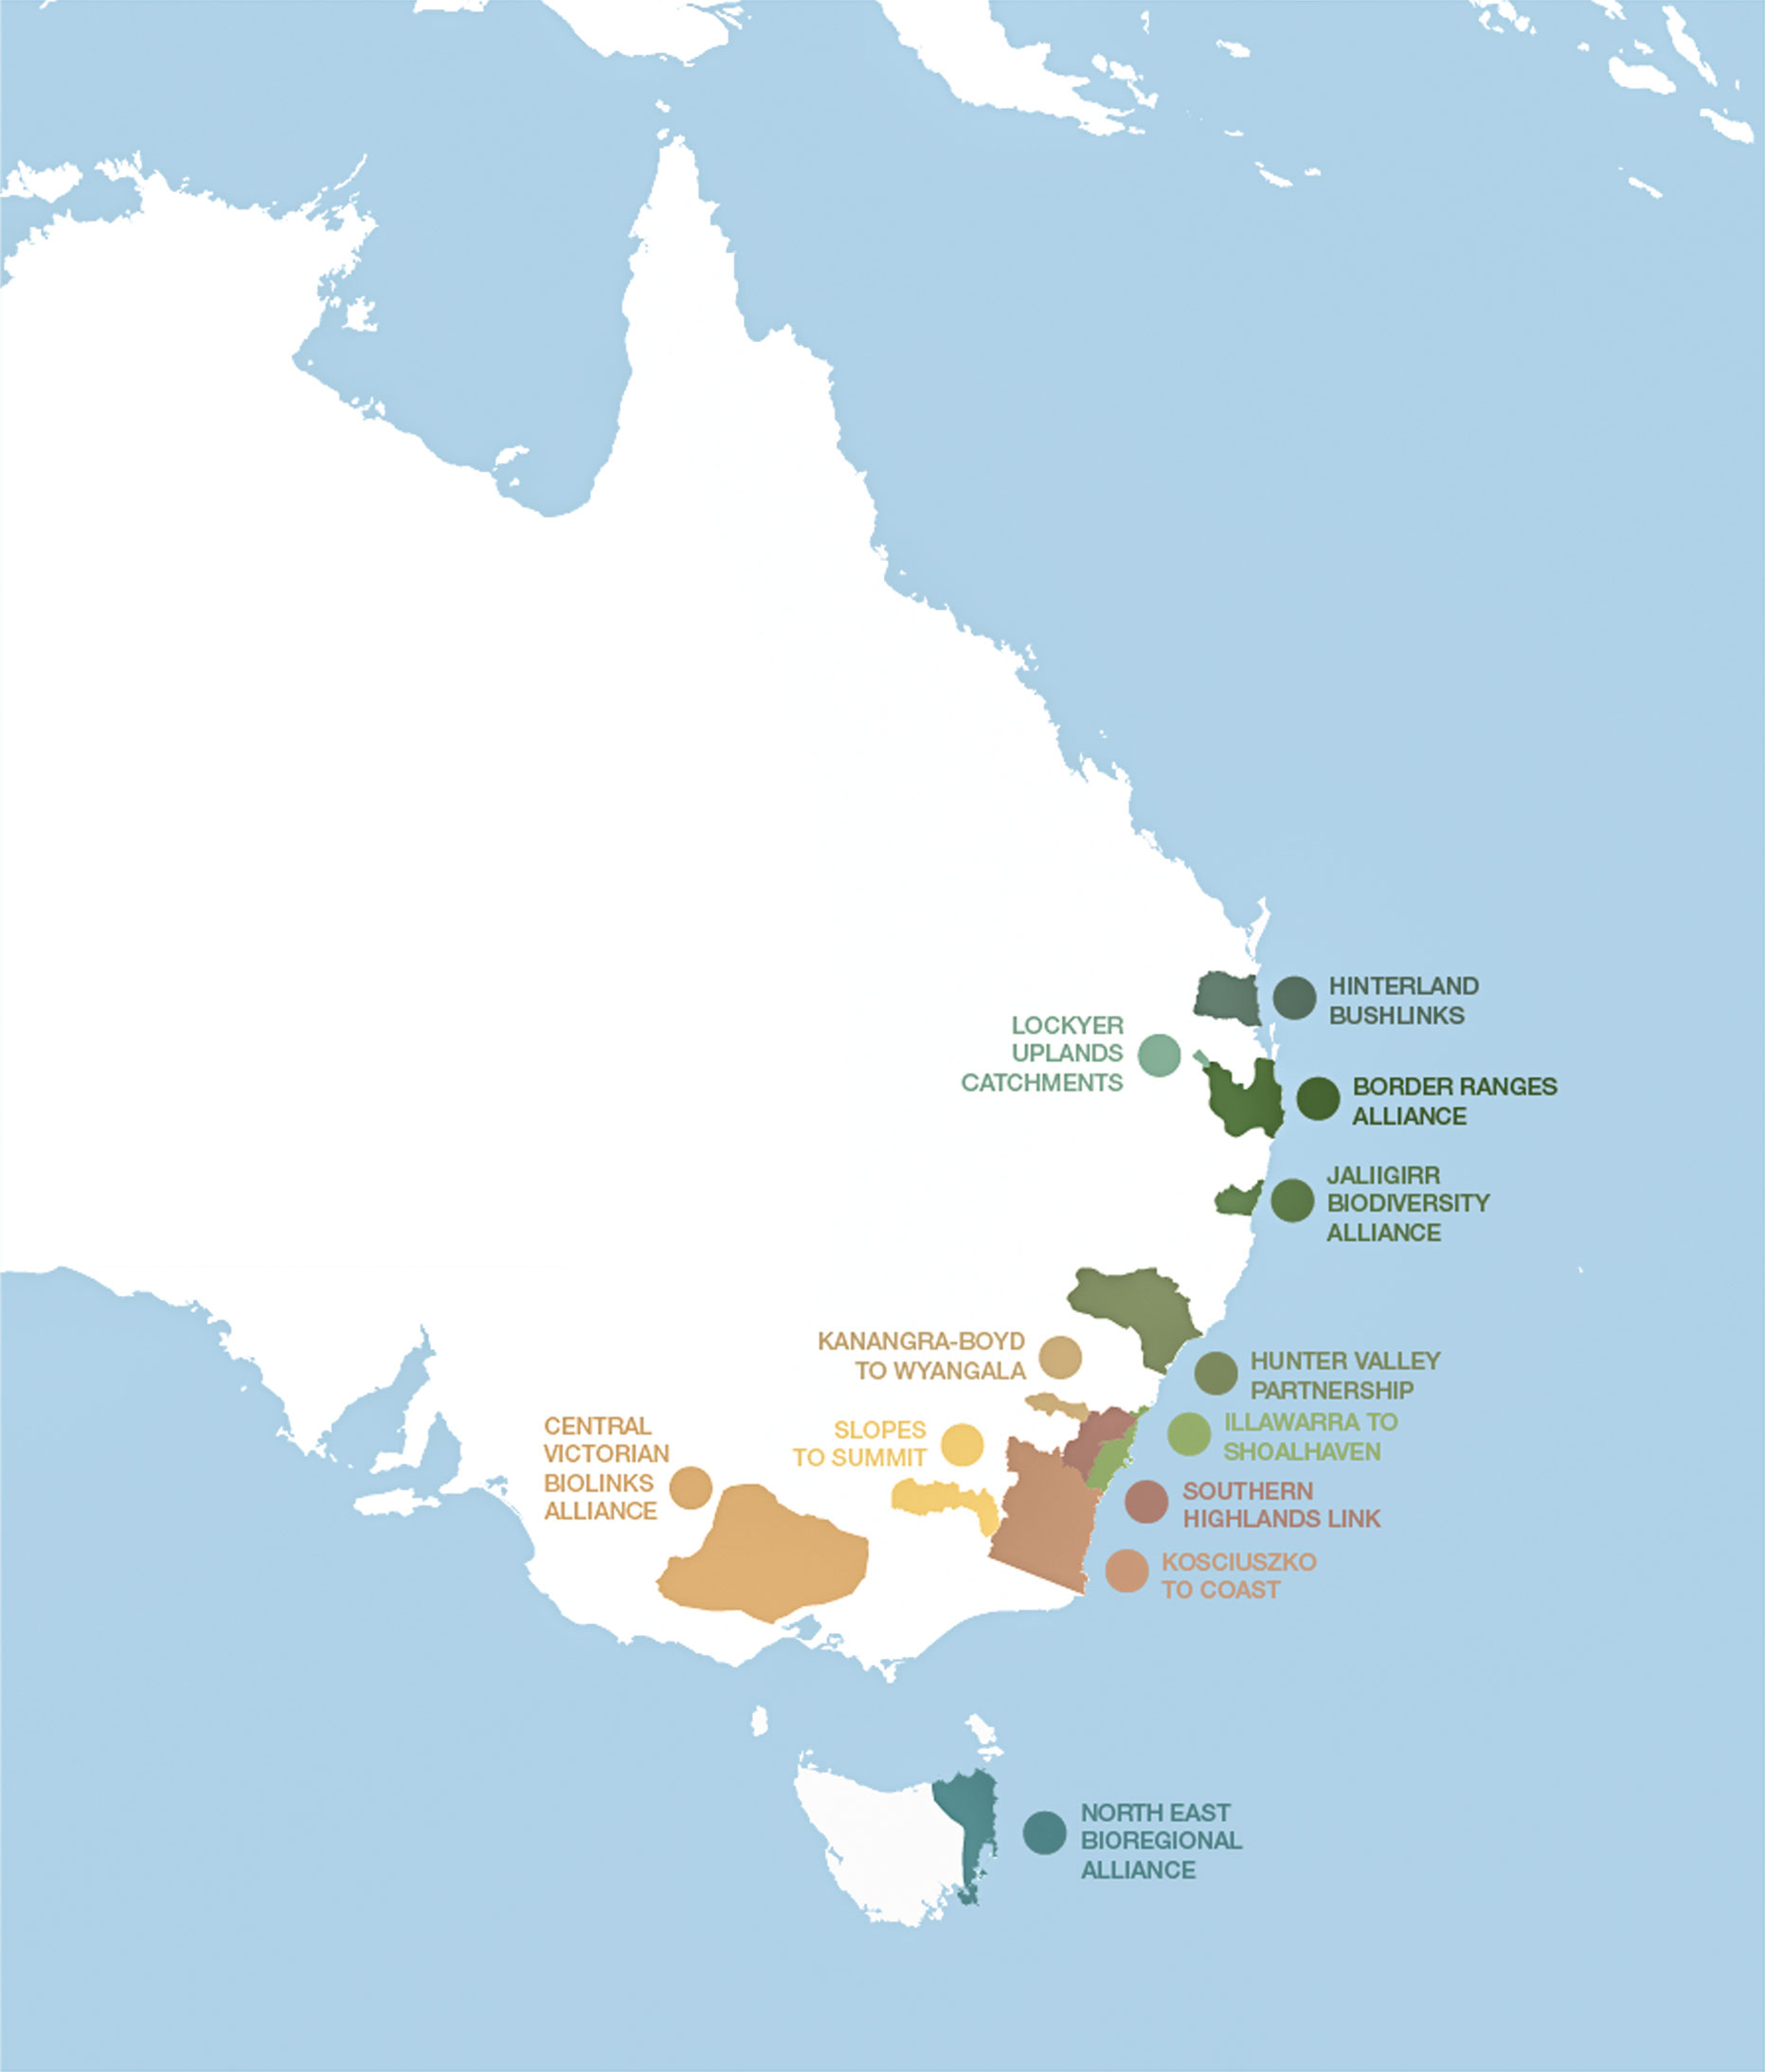 HINTERLAND
BUSHLINKS
LOCKYER
UPLANDS
CATCHMENTS
BORDER RANGES
ALLIANCE
JALIIGIRR
BIODIVERSITY
ALLIANCE
KANANGRA-BOYD
TO WYANGALA
HUNTER VALLEY
PARTNERSHIP
CENTRAL
VICTORIAN
BIOLINKS
ALLIANCE
SLOPES
TO SUMMIT
ILLAWARRA TO
SHOALHAVEN
SOUTHERN
HIGHLANDS LINK
KOSCIUSZKO
TO COAST
NORTH EAST
BIOREGIONAL
ALLIANCE